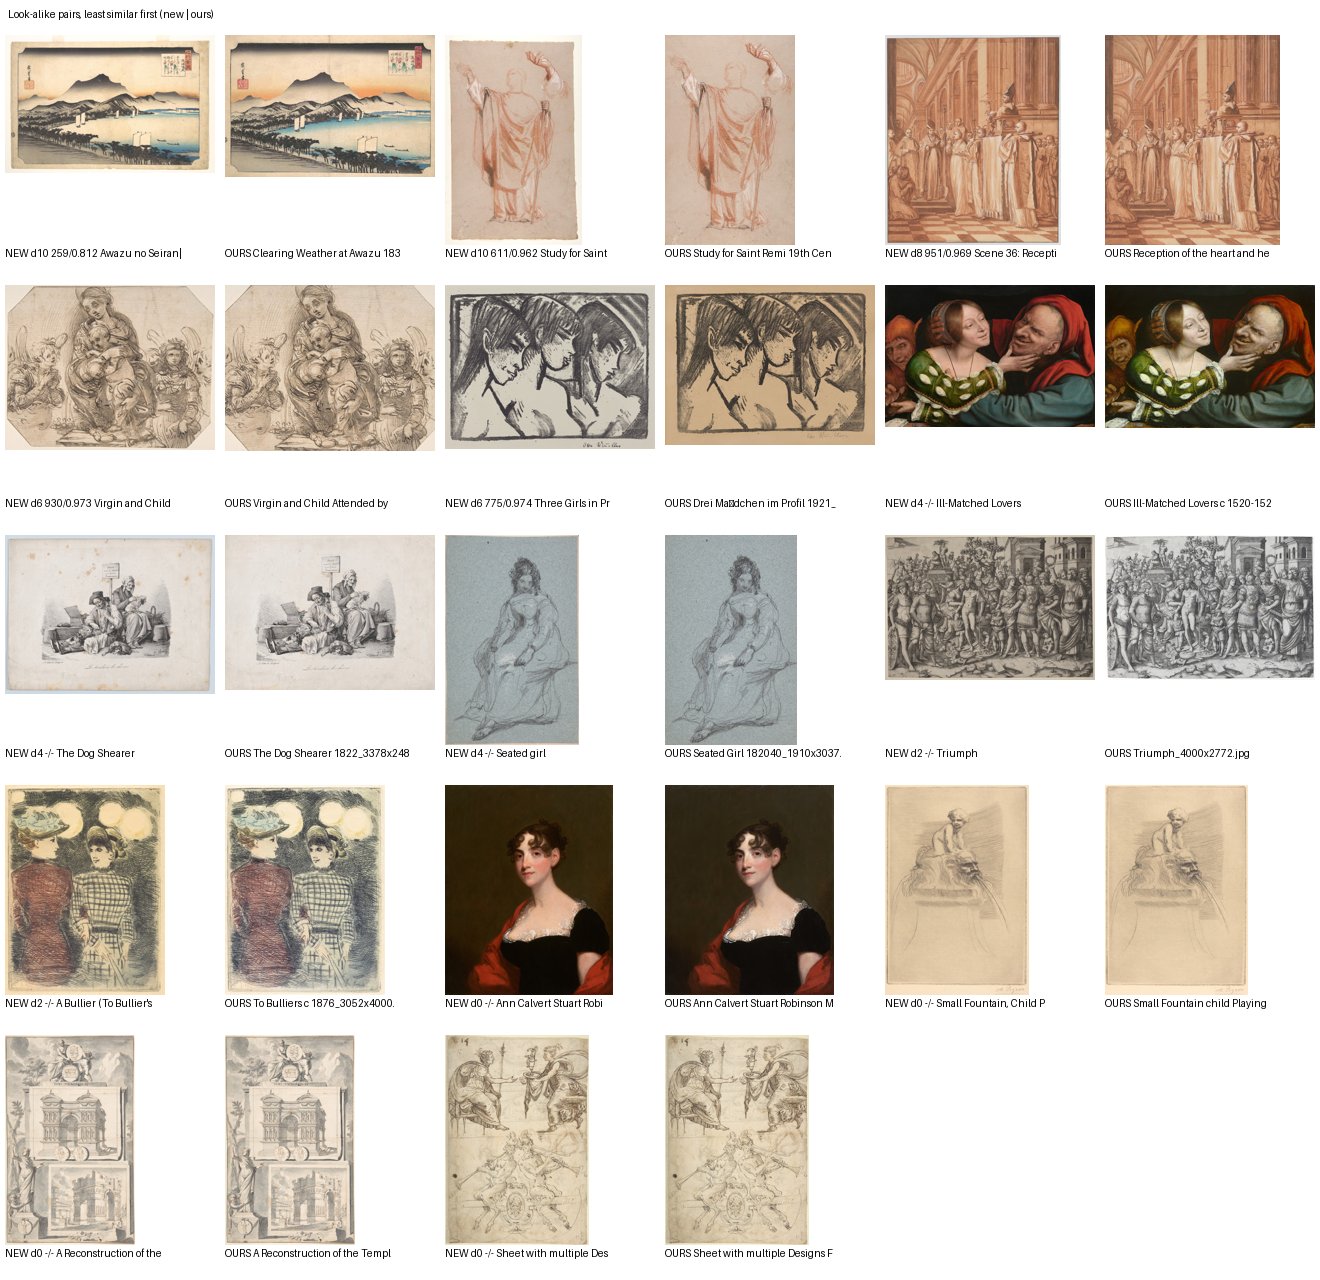 Look-alike pairs, least similar first (new | ours)
NEW d10 259/0.812 Awazu no Seiran|
OURS Clearing Weather at Awazu 183
NEW d10 611/0.962 Study for Saint
OURS Study for Saint Remi 19th Cen
NEW d8 951/0.969 Scene 36: Recepti
OURS Reception of the heart and he
NEW d6 930/0.973 Virgin and Child
OURS Virgin and Child Attended by
NEW d6 775/0.974 Three Girls in Pr
OURS Drei Ma□dchen im Profil 1921_
NEW d4 -/- Ill-Matched Lovers
OURS Ill-Matched Lovers c 1520-152
NEW d4 -/- The Dog Shearer
OURS The Dog Shearer 1822_3378x248
NEW d4 -/- Seated girl
OURS Seated Girl 182040_1910x3037.
NEW d2 -/- Triumph
OURS Triumph_4000x2772.jpg
NEW d2 -/- A Bullier (To Bullier's
OURS To Bulliers c 1876_3052x4000.
NEW d0 -/- Ann Calvert Stuart Robi
OURS Ann Calvert Stuart Robinson M
NEW d0 -/- Small Fountain, Child P
OURS Small Fountain child Playing
NEW d0 -/- A Reconstruction of the
OURS A Reconstruction of the Templ
NEW d0 -/- Sheet with multiple Des
OURS Sheet with multiple Designs F